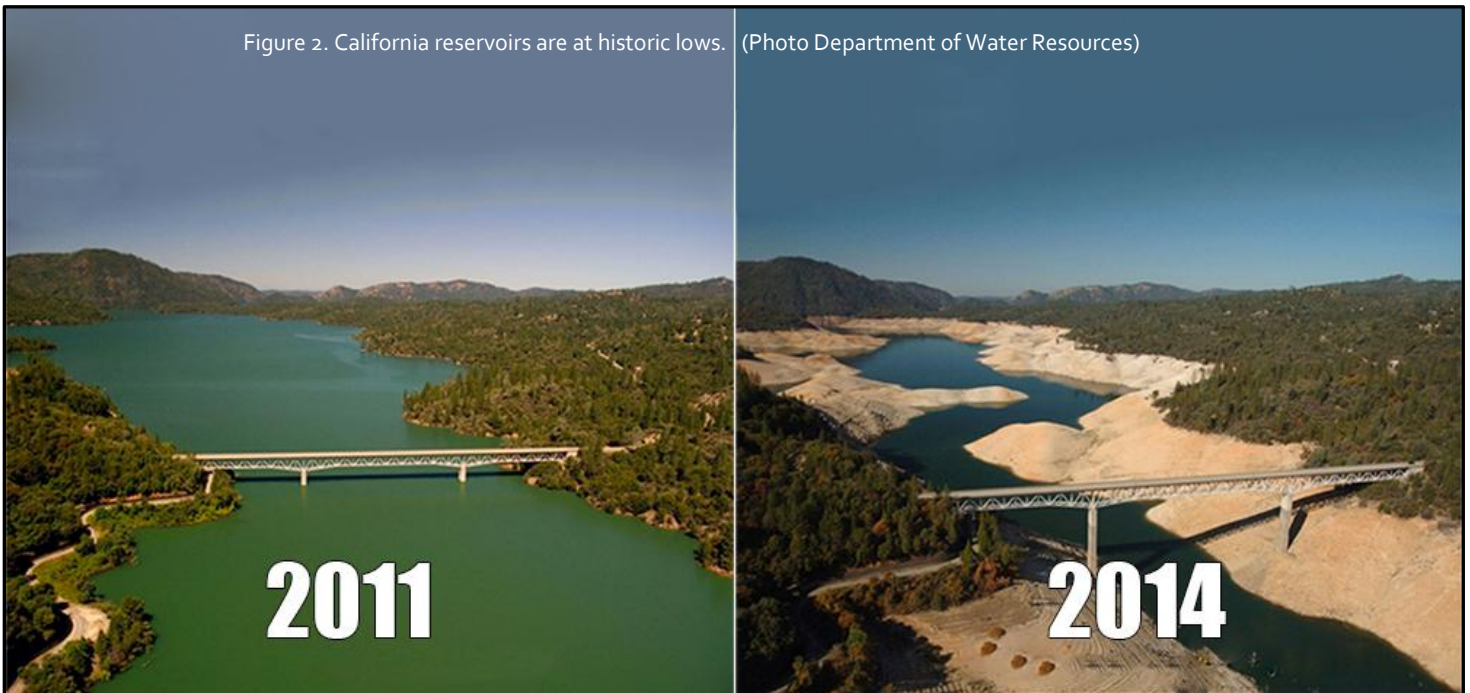 Figure 2. California reservoirs are at historic lows. (Photo Department of Water Resources)
2011
2014